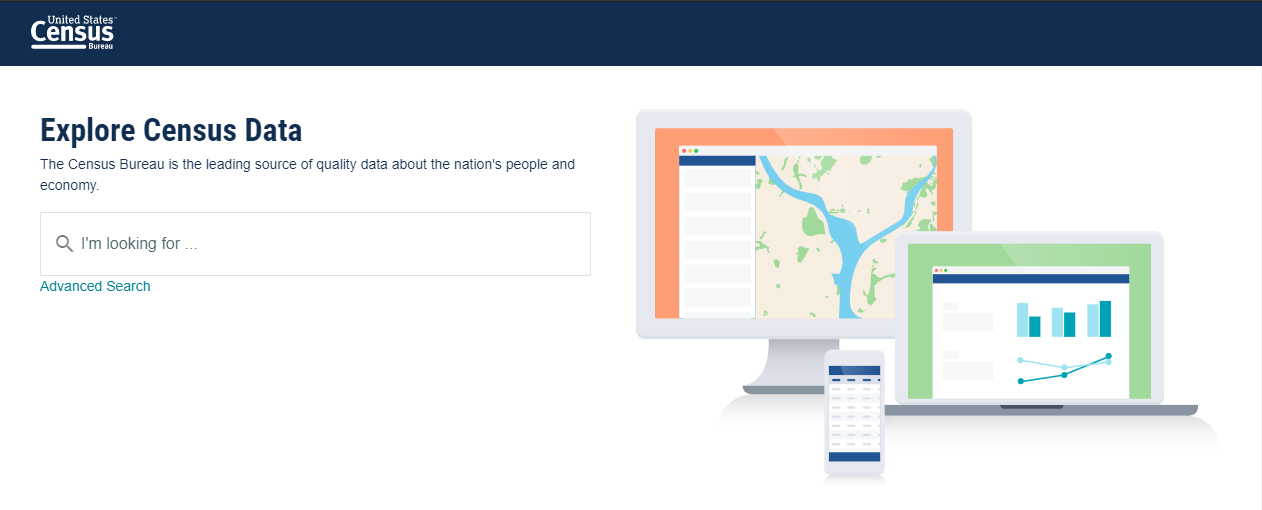 United States™
Census
Bureau
Explore Census Data
The Census Bureau is the leading source of quality data about the nation's people and
economy.
I'm looking for ...
Advanced Search